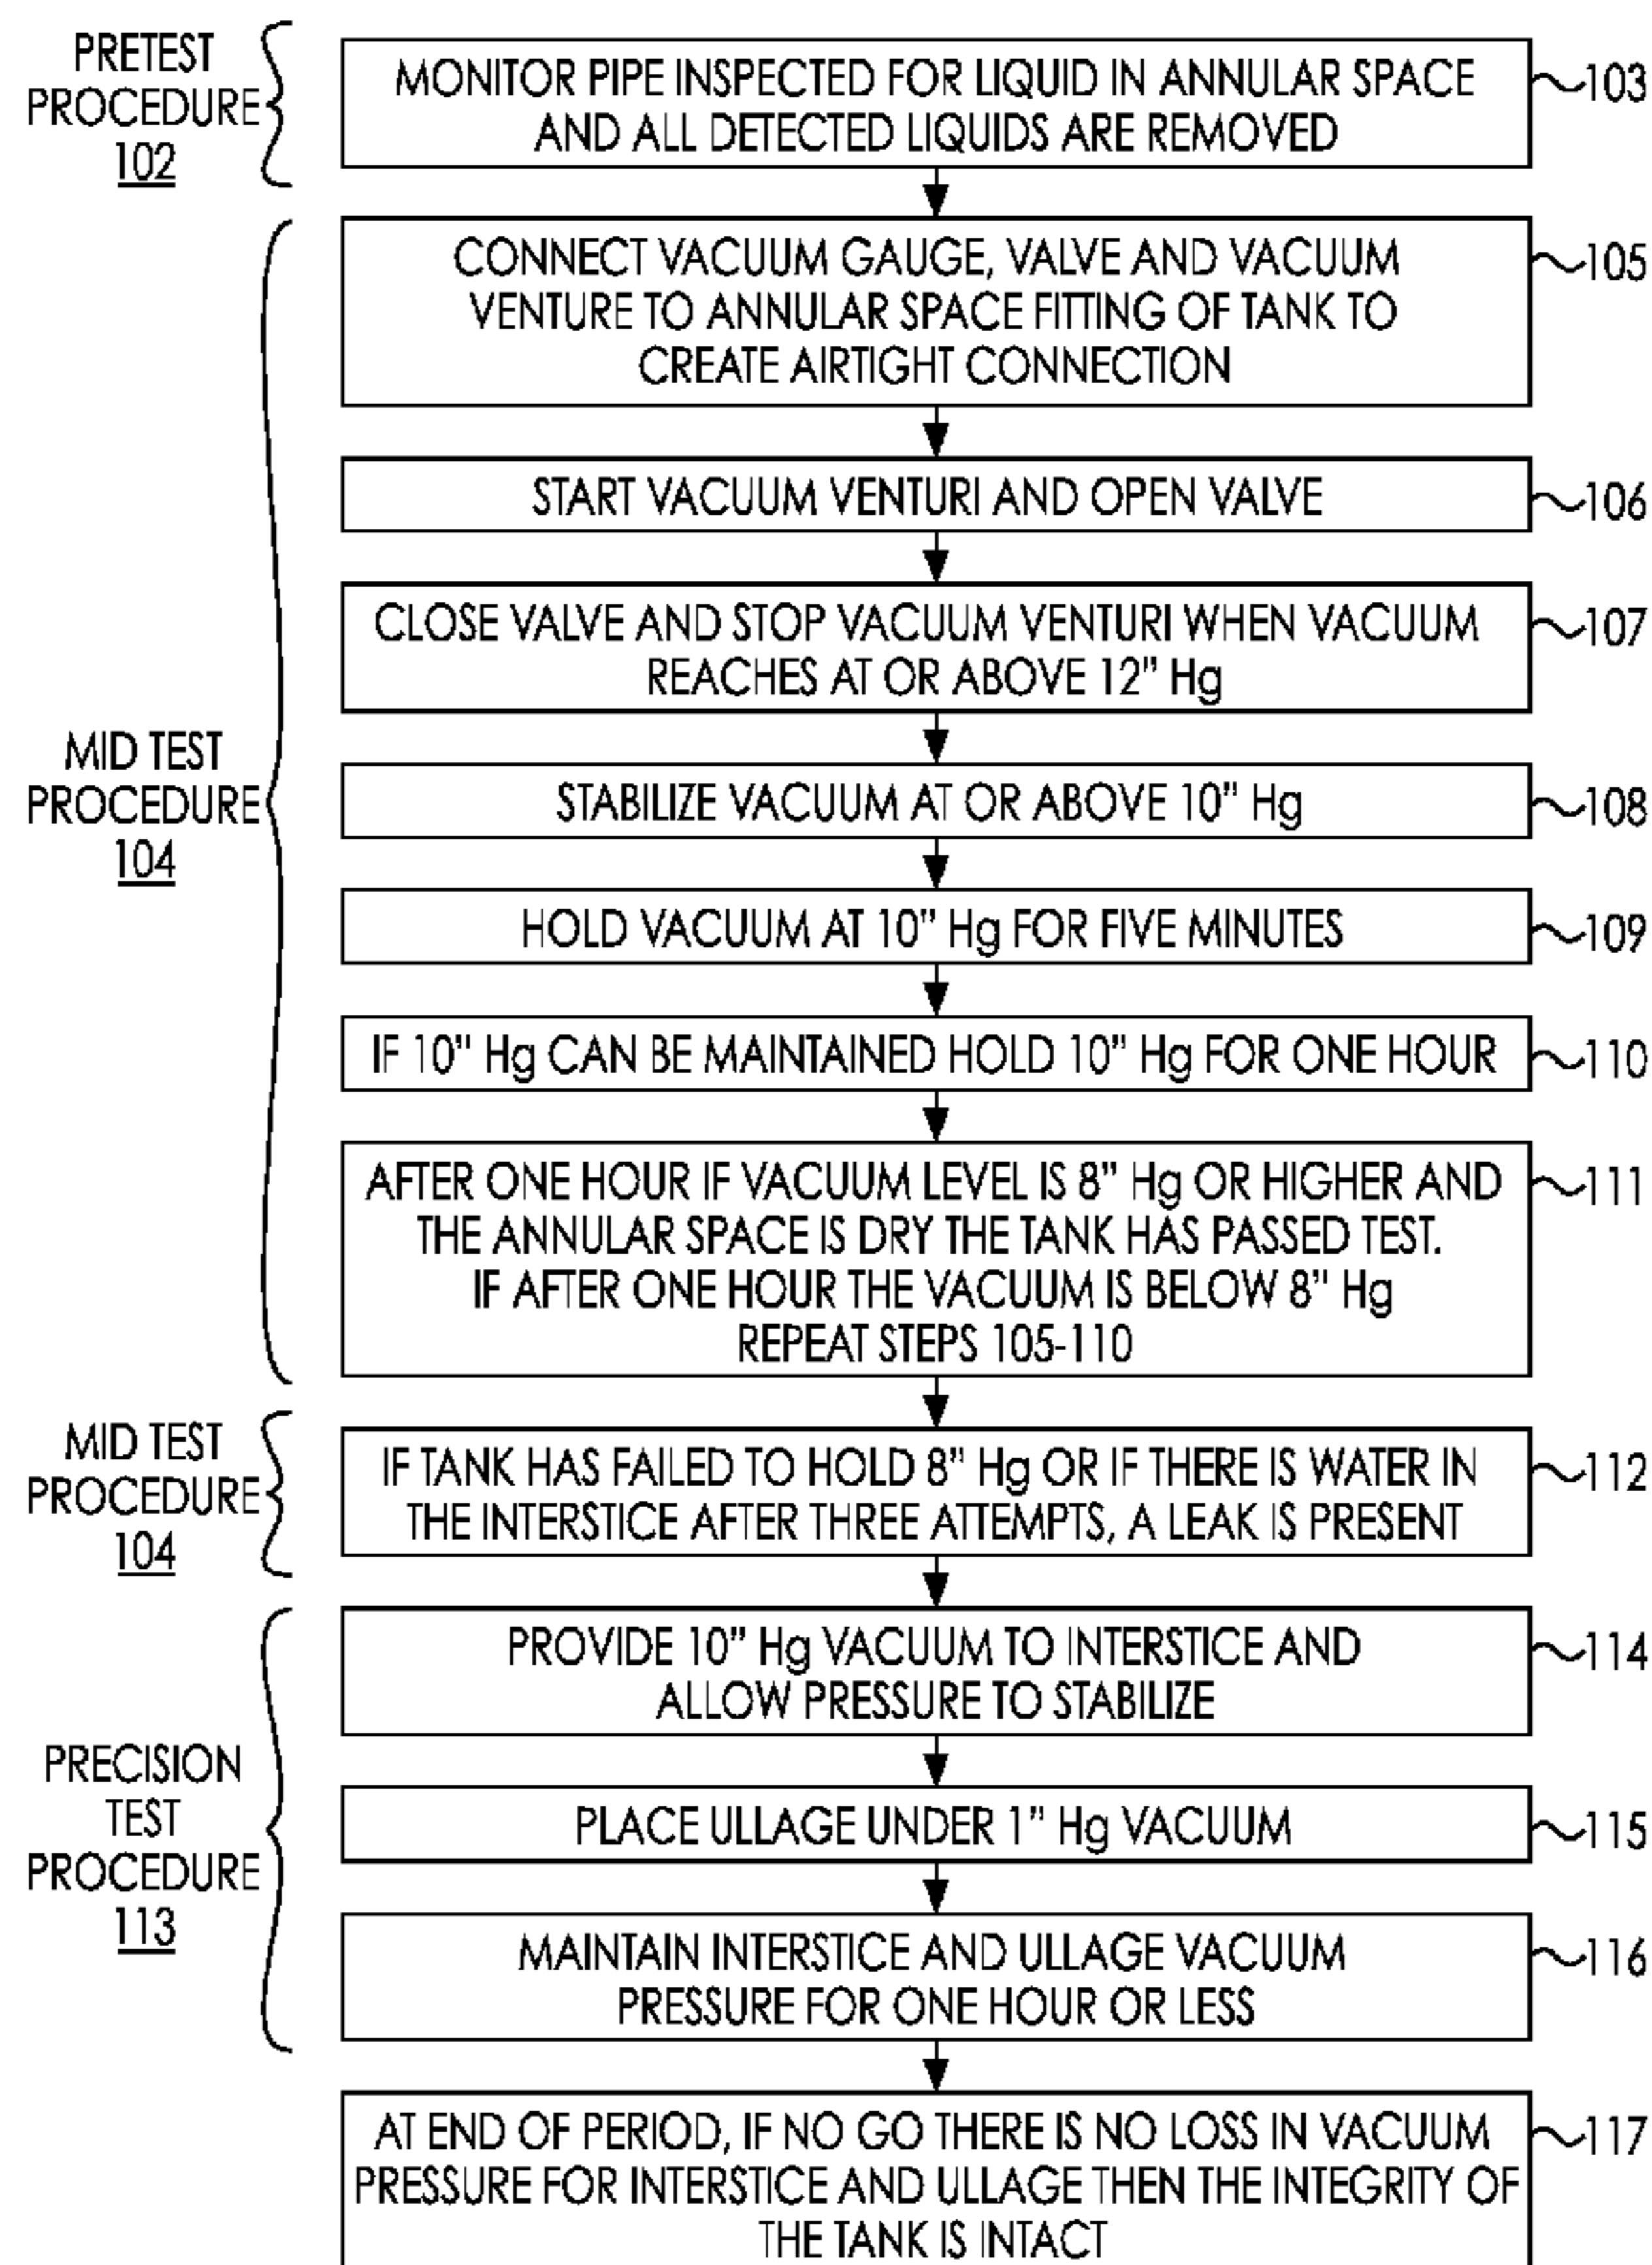 PRETEST
PROCEDURE
102
MONITOR PIPE INSPECTED FOR LIQUID IN ANNULAR SPACE
AND ALL DETECTED LIQUIDS ARE REMOVED
103
MID TEST
PROCEDURE
104
CONNECT VACUUM GAUGE, VALVE AND VACUUM
VENTURE TO ANNULAR SPACE FITTING OF TANK TO
CREATE AIRTIGHT CONNECTION
105
START VACUUM VENTURI AND OPEN VALVE
106
CLOSE VALVE AND STOP VACUUM VENTURI WHEN VACUUM
REACHES AT OR ABOVE 12" Hg
107
STABILIZE VACUUM AT OR ABOVE 10" Hg
108
HOLD VACUUM AT 10" Hg FOR FIVE MINUTES
109
IF 10" Hg CAN BE MAINTAINED HOLD 10" Hg FOR ONE HOUR
110
AFTER ONE HOUR IF VACUUM LEVEL IS 8" Hg OR HIGHER AND
THE ANNULAR SPACE IS DRY THE TANK HAS PASSED TEST.
IF AFTER ONE HOUR THE VACUUM IS BELOW 8" Hg
REPEAT STEPS 105-110
111
MID TEST
PROCEDURE
104
IF TANK HAS FAILED TO HOLD 8" Hg OR IF THERE IS WATER IN
THE INTERSTICE AFTER THREE ATTEMPTS, A LEAK IS PRESENT
112
PRECISION
TEST
PROCEDURE
113
PROVIDE 10" Hg VACUUM TO INTERSTICE AND
ALLOW PRESSURE TO STABILIZE
114
PLACE ULLAGE UNDER 1" Hg VACUUM
115
MAINTAIN INTERSTICE AND ULLAGE VACUUM
PRESSURE FOR ONE HOUR OR LESS
116
AT END OF PERIOD, IF NO GO THERE IS NO LOSS IN VACUUM
PRESSURE FOR INTERSTICE AND ULLAGE THEN THE INTEGRITY OF
THE TANK IS INTACT
117